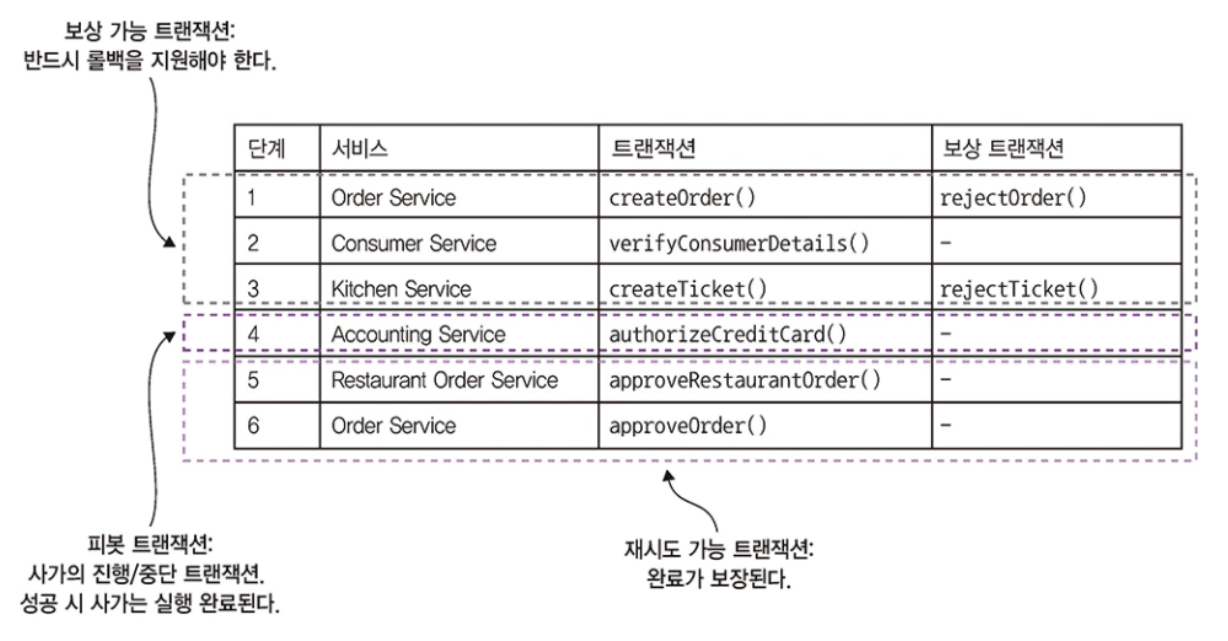 보상 가능 트랜잭션:
반드시 롤백을 지원해야 한다.
단계 서비스 트랜잭션 보상 트랜잭션
1 Order Service createOrder() rejectOrder()
2 Consumer Service verifyConsumerDetails() –
3 Kitchen Service createTicket() rejectTicket()
4 Accounting Service authorizeCreditCard() –
5 Restaurant Order Service approveRestaurantOrder() –
6 Order Service approveOrder() –
피봇 트랜잭션:
사가의 진행/중단 트랜잭션.
성공 시 사가는 실행 완료된다.
재시도 가능 트랜잭션:
완료가 보장된다.